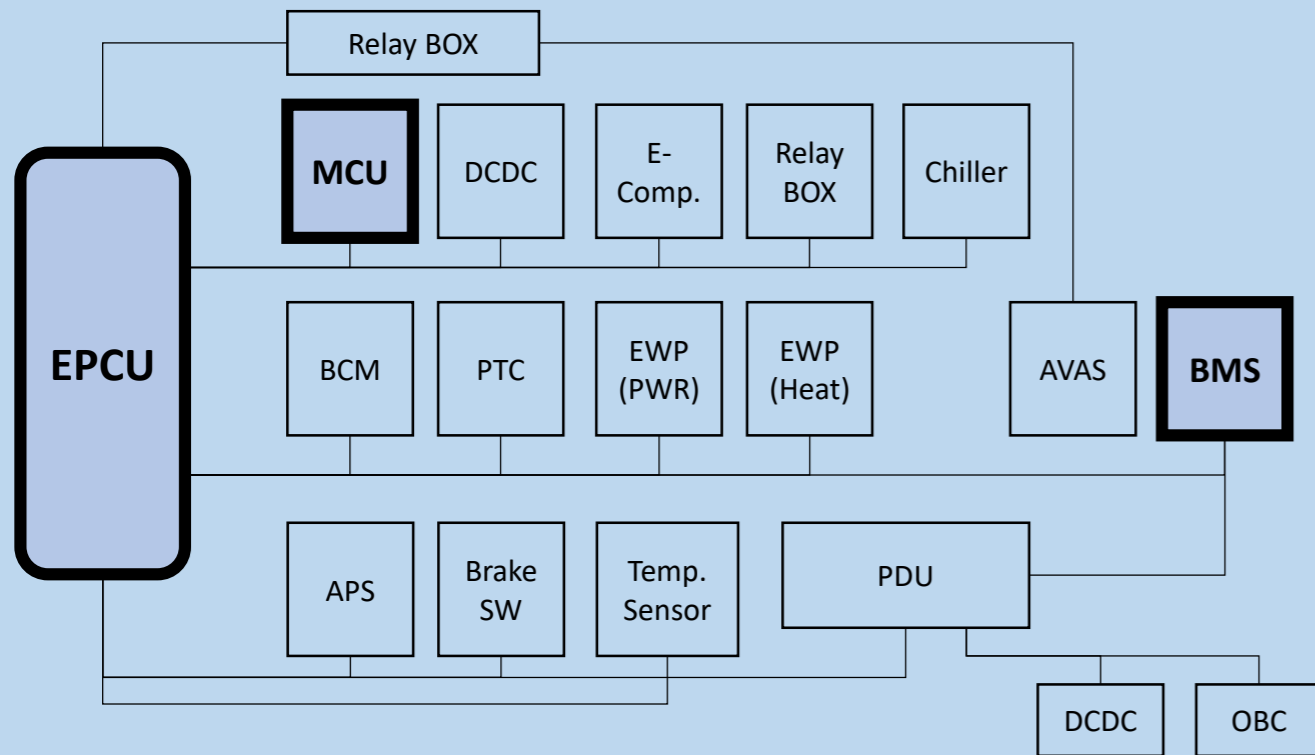 Relay BOX
MCU
DCDC
E-
Comp.
Relay
BOX
Chiller
EPCU
BCM
PTC
EWP
(PWR)
EWP
(Heat)
AVAS
BMS
APS
Brake
SW
Temp.
Sensor
PDU
DCDC
OBC